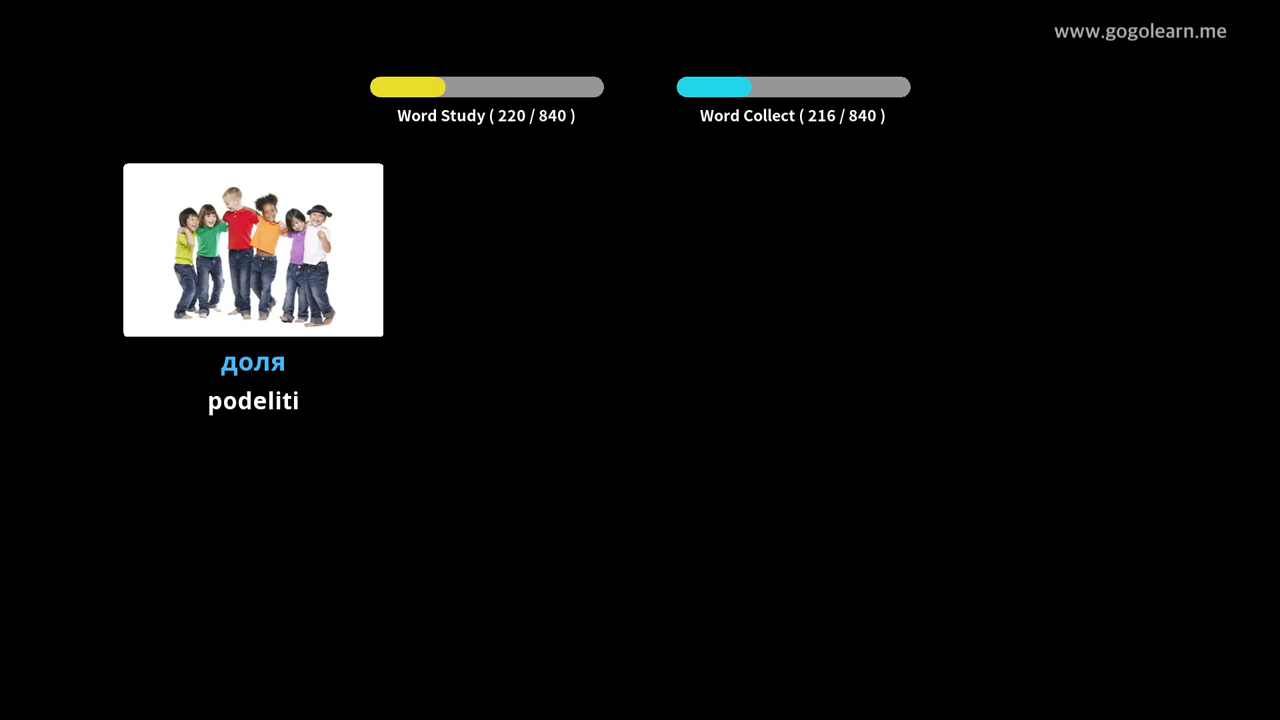 www.gogolearn.me
Word Study ( 220 / 840 )
Word Collect ( 216 / 840 )
доля
podeliti